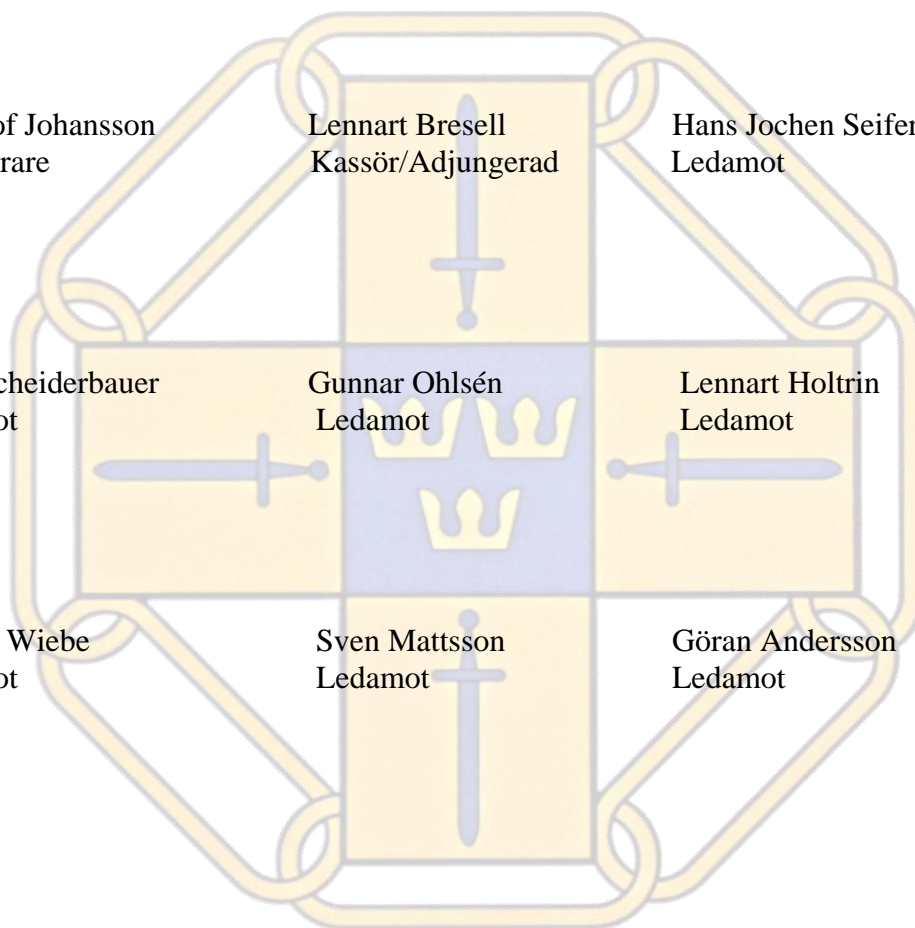 of Johansson Lennart Bresell Hans Jochen Seifer
rare Kassör/Adjungerad Ledamot
cheiderbauer Gunnar Ohlsén Lennart Holtrin
ot Ledamot Ledamot
Wiebe Sven Mattsson Göran Andersson
ot Ledamot Ledamot